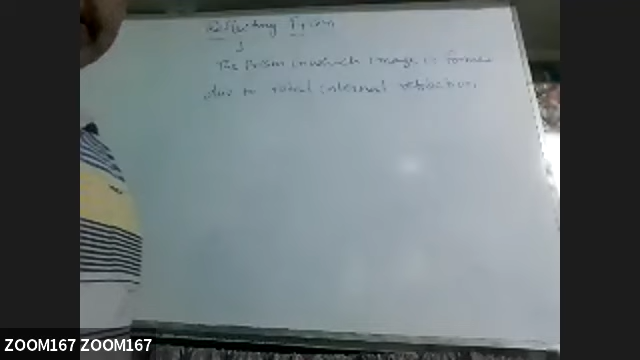 Reflecting Prism
The Prism in which image is formed
due to total internal reflection
ZOOM167 ZOOM167